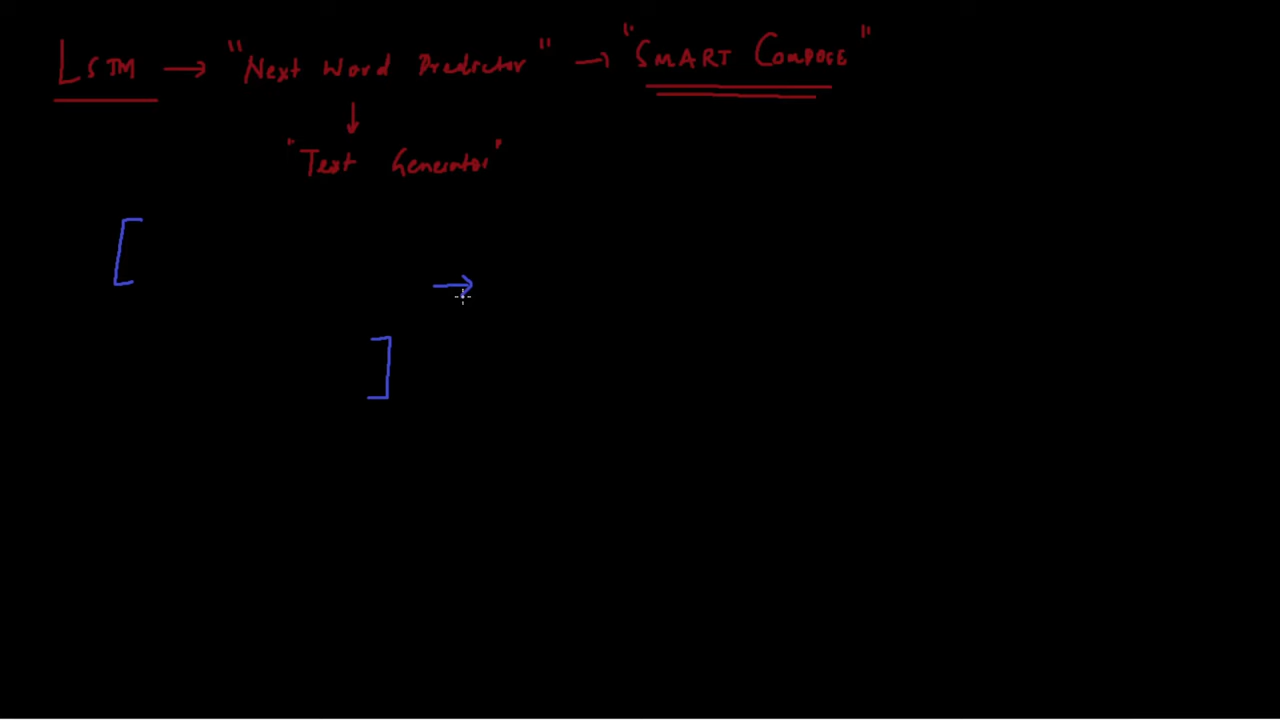 LSTM → "Next Word Predictor" → "SMART COMPOSE"
↓
"Text Generator"
[ →
]